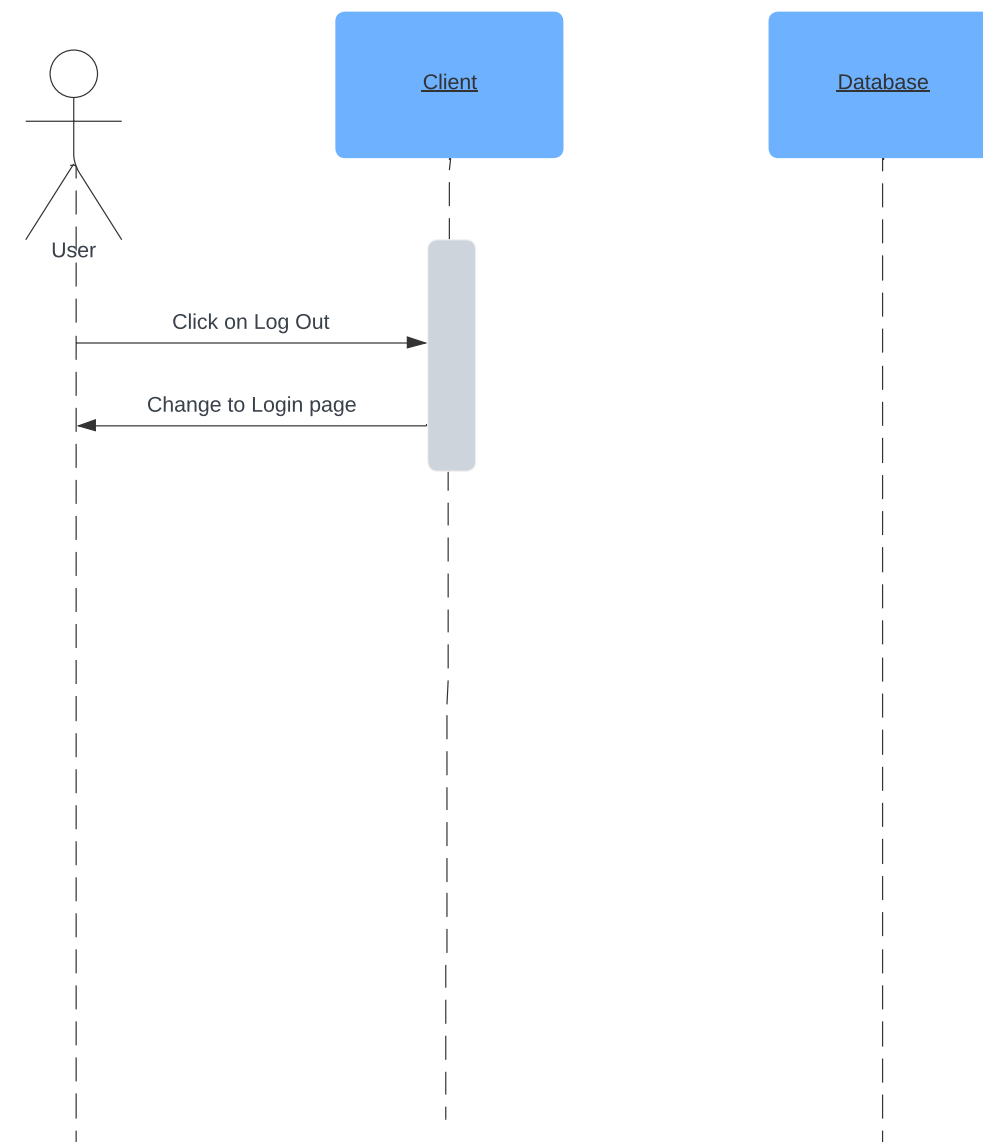 Client
Database
User
Click on Log Out
Change to Login page